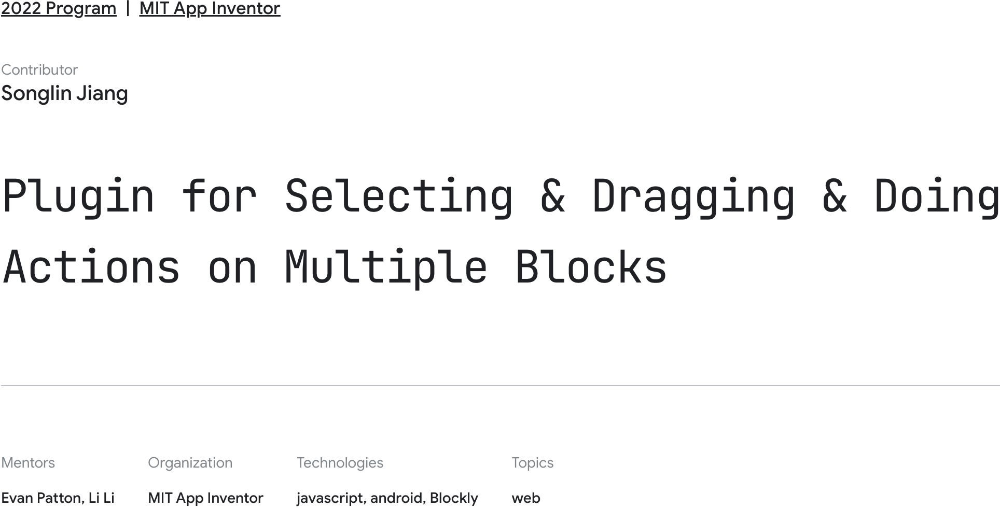 2022 Program | MIT App Inventor
Contributor
Songlin Jiang
Plugin for Selecting & Dragging & Doing
Actions on Multiple Blocks
Mentors Organization Technologies Topics
Evan Patton, Li Li MIT App Inventor javascript, android, Blockly web